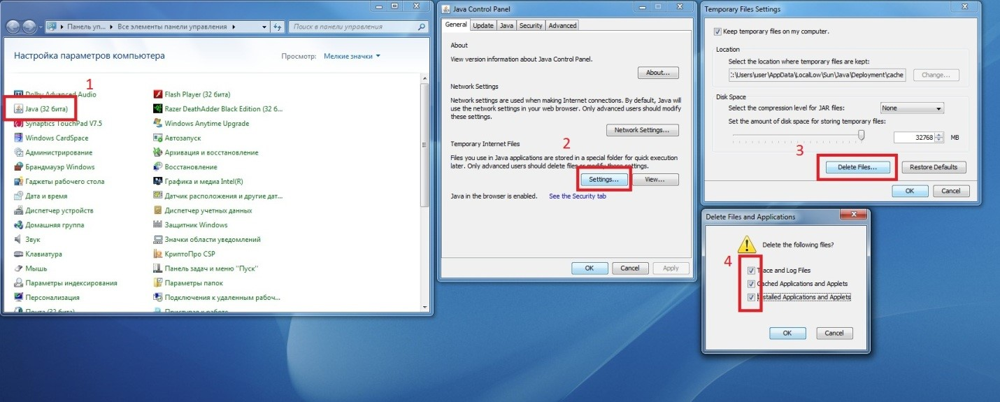 Панель уп... Все элементы панели управления
Поиск в панели управления
Настройка параметров компьютера
Просмотр: Мелкие значки
1
Dolby Advanced Audio
Flash Player (32 бита)
Java (32 бита)
Razer DeathAdder Black Edition (32 б...
Synaptics TouchPad V7.5
Windows Anytime Upgrade
Windows CardSpace
Автозапуск
Администрирование
Архивация и восстановление
Брандмауэр Windows
Восстановление
Гаджеты рабочего стола
Графика и медиа Intel(R)
Дата и время
Датчик расположения и другие дат...
Диспетчер устройств
Диспетчер учетных данных
Домашняя группа
Защитник Windows
Звук
Значки области уведомлений
Клавиатура
КриптоПро CSP
Мышь
Панель задач и меню "Пуск"
Параметры индексирования
Параметры папок
Персонализация
Подключения к удаленным рабоч...
Почта (32 бита)
Приступая к работе
Java Control Panel
General Update Java Security Advanced
About
View version information about Java Control Panel.
About...
Network Settings
Network settings are used when making Internet connections. By default, Java will
use the network settings in your web browser. Only advanced users should modify
these settings.
Network Settings...
Temporary Internet Files
2
Files you use in Java applications are stored in a special folder for quick execution
later. Only advanced users should delete files or modify these settings.
Settings... View...
Java in the browser is enabled. See the Security tab
OK Cancel Apply
Temporary Files Settings
Keep temporary files on my computer.
Location
Select the location where temporary files are kept:
:\Users\user\AppData\LocalLow\Sun\Java\Deployment\cache Change...
Disk Space
Select the compression level for JAR files: None
Set the amount of disk space for storing temporary files:
32768 MB
3
Delete Files... Restore Defaults
OK Cancel
Delete Files and Applications
Delete the following files?
4
Trace and Log Files
Cached Applications and Applets
Installed Applications and Applets
OK Cancel